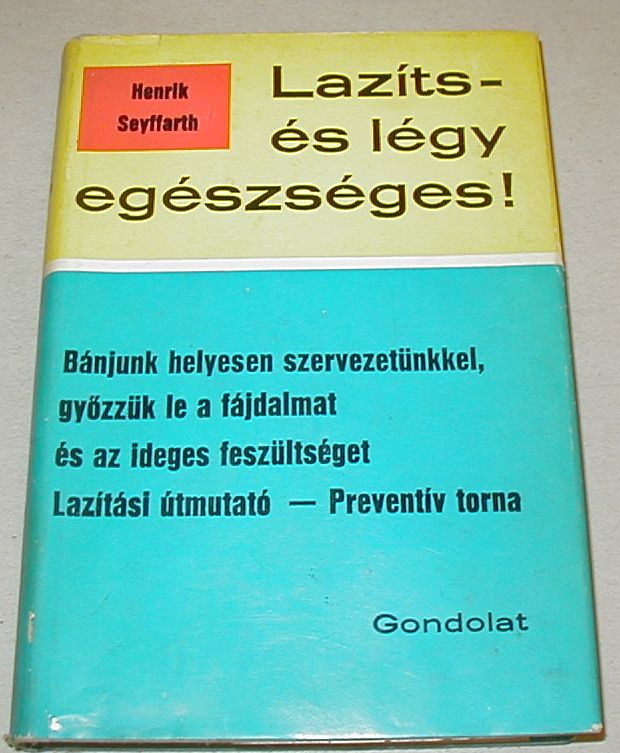 Henrik
Seyffarth
Lazíts-
és légy
egészséges!
Bánjunk helyesen szervezetünkkel,
győzzük le a fájdalmat
és az ideges feszültséget
Lazítási útmutató — Preventív torna
Gondolat